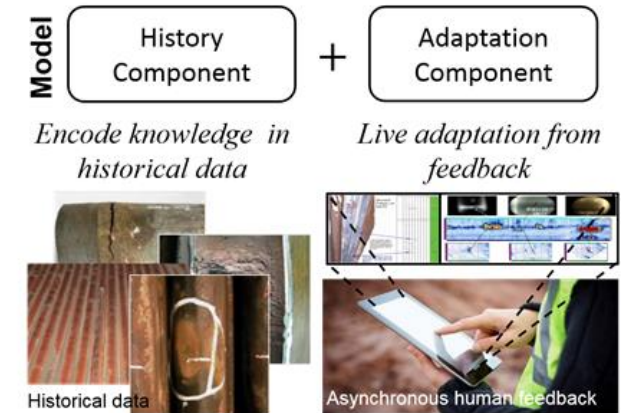 Model
History
Component
+
Adaptation
Component
Encode knowledge in
historical data
Live adaptation from
feedback
Historical data
Asynchronous human feedback